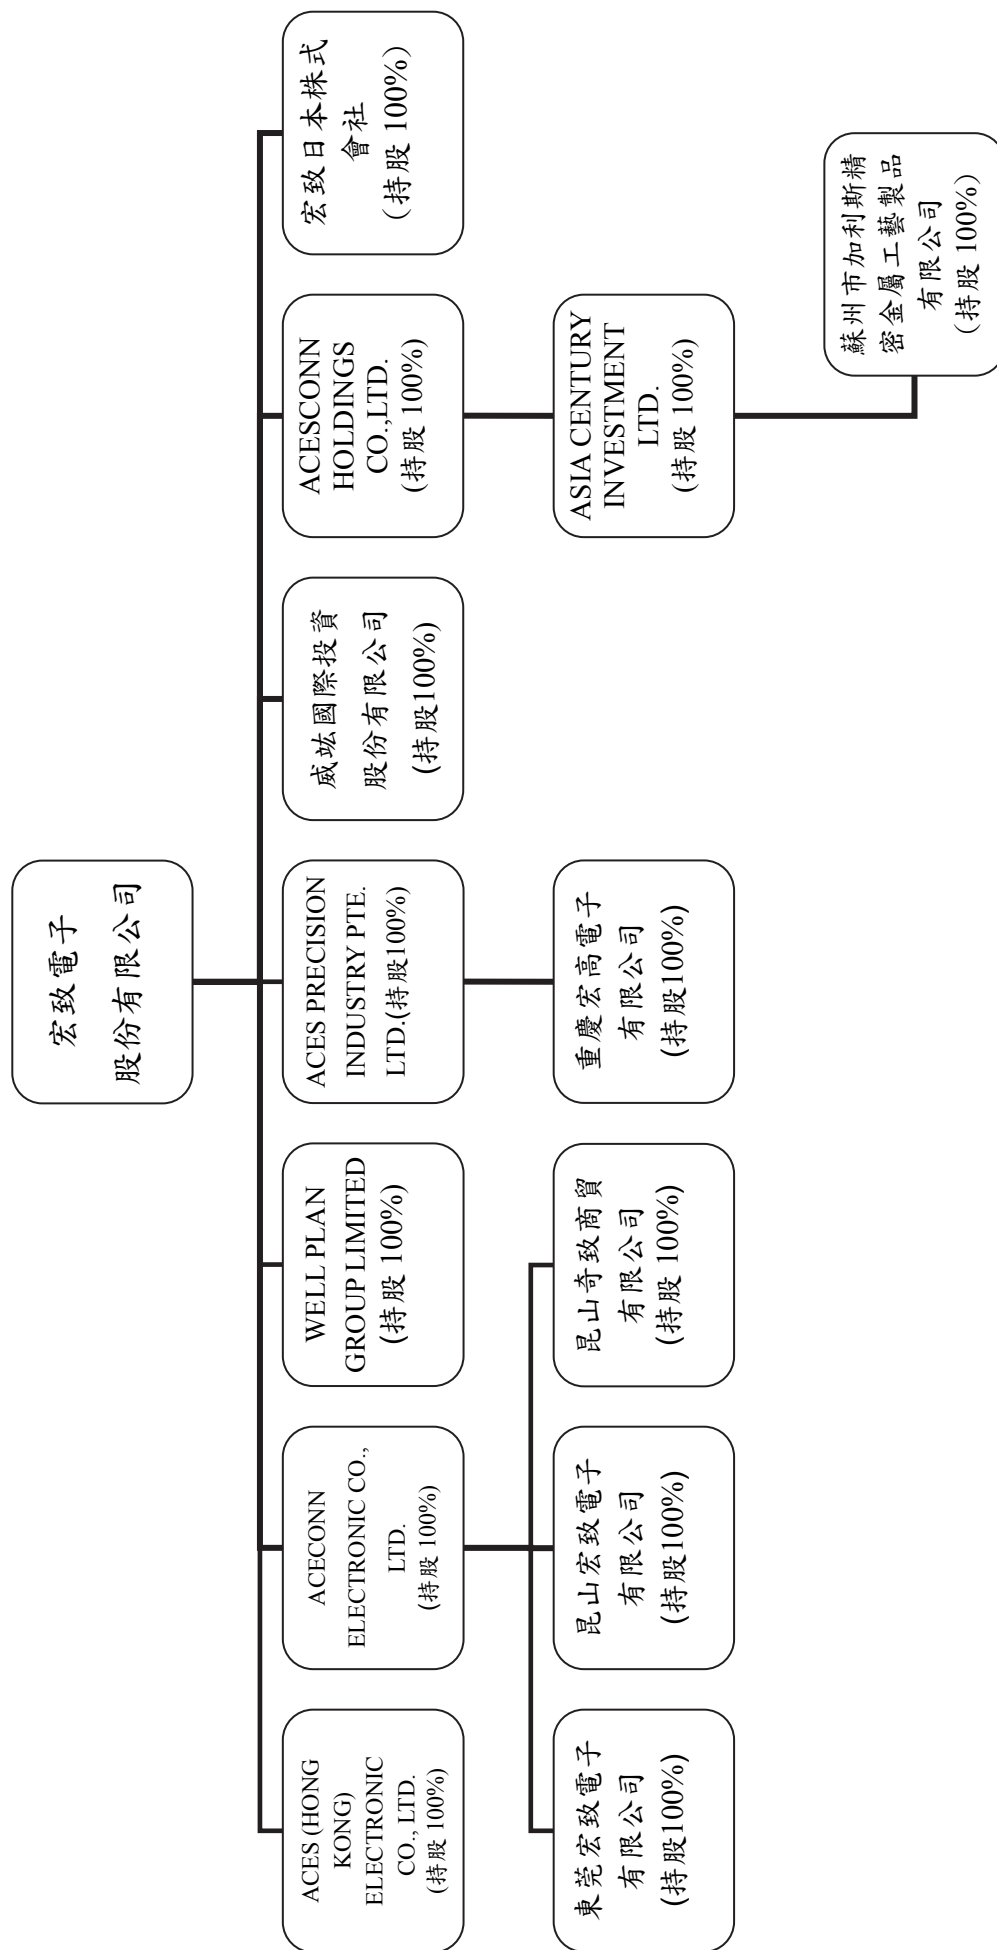 宏致電子
股份有限公司
ACES (HONG
KONG)
ELECTRONIC
CO., LTD.
(持股 100%)
ACECONN
ELECTRONIC CO.,
LTD.
(持股 100%)
WELL PLAN
GROUP LIMITED
(持股 100%)
ACES PRECISION
INDUSTRY PTE.
LTD.(持股100%)
威竑國際投資
股份有限公司
(持股100%)
ACESCONN
HOLDINGS
CO.,LTD.
(持股 100%)
宏致日本株式
會社
(持股 100%)
東莞宏致電子
有限公司
(持股100%)
昆山宏致電子
有限公司
(持股100%)
昆山奇致商貿
有限公司
(持股 100%)
重慶宏高電子
有限公司
(持股100%)
ASIA CENTURY
INVESTMENT
LTD.
(持股 100%)
蘇州市加利斯精
密金屬工藝製品
有限公司
(持股 100%)